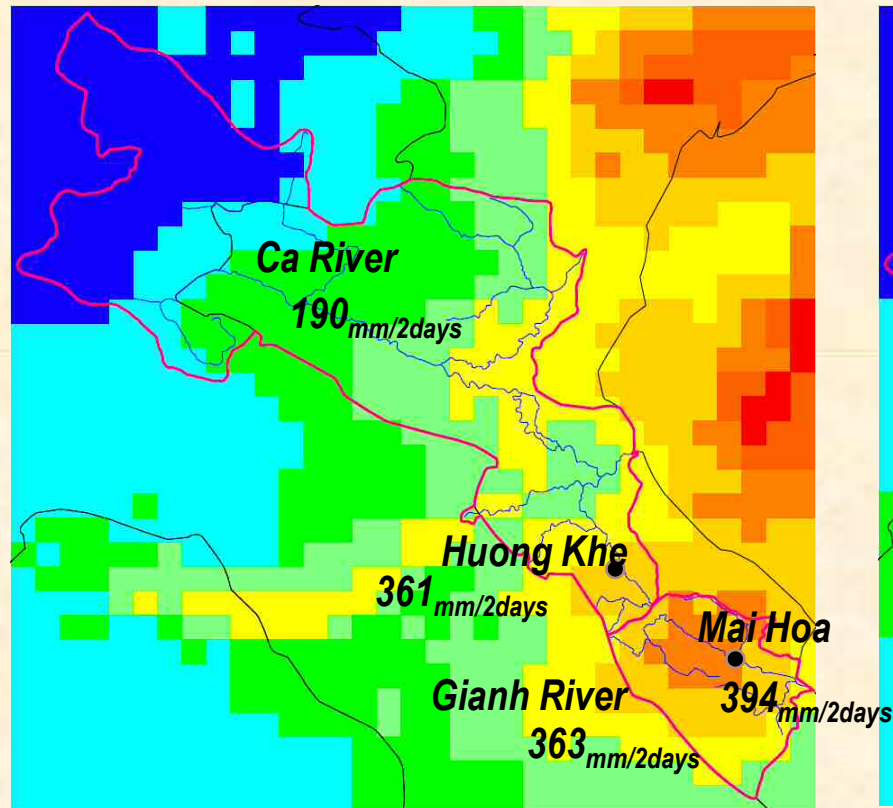 Ca River
190mm/2days
Huong Khe
361mm/2days
Mai Hoa
394mm/2days
Gianh River
363mm/2days